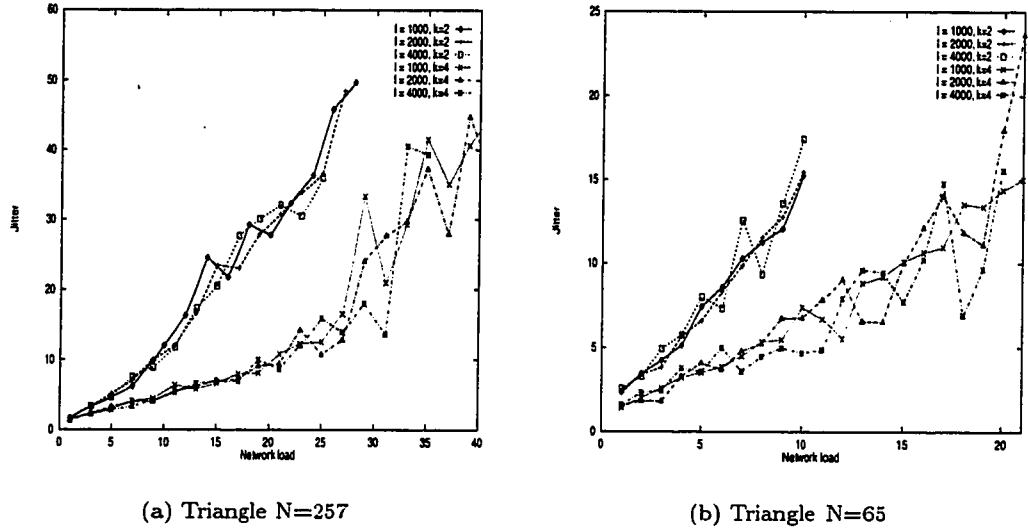 60
50
40
30
20
10
0
Jitter
0 5 10 15 20 25 30 35 40
Network load
l = 1000, k=2
l = 2000, k=2
l = 4000, k=2
l = 1000, k=4
l = 2000, k=4
l = 4000, k=4
(a) Triangle N=257
25
20
15
10
5
0
Jitter
0 5 10 15 20
Network load
l = 1000, k=2
l = 2000, k=2
l = 4000, k=2
l = 1000, k=4
l = 2000, k=4
l = 4000, k=4
(b) Triangle N=65